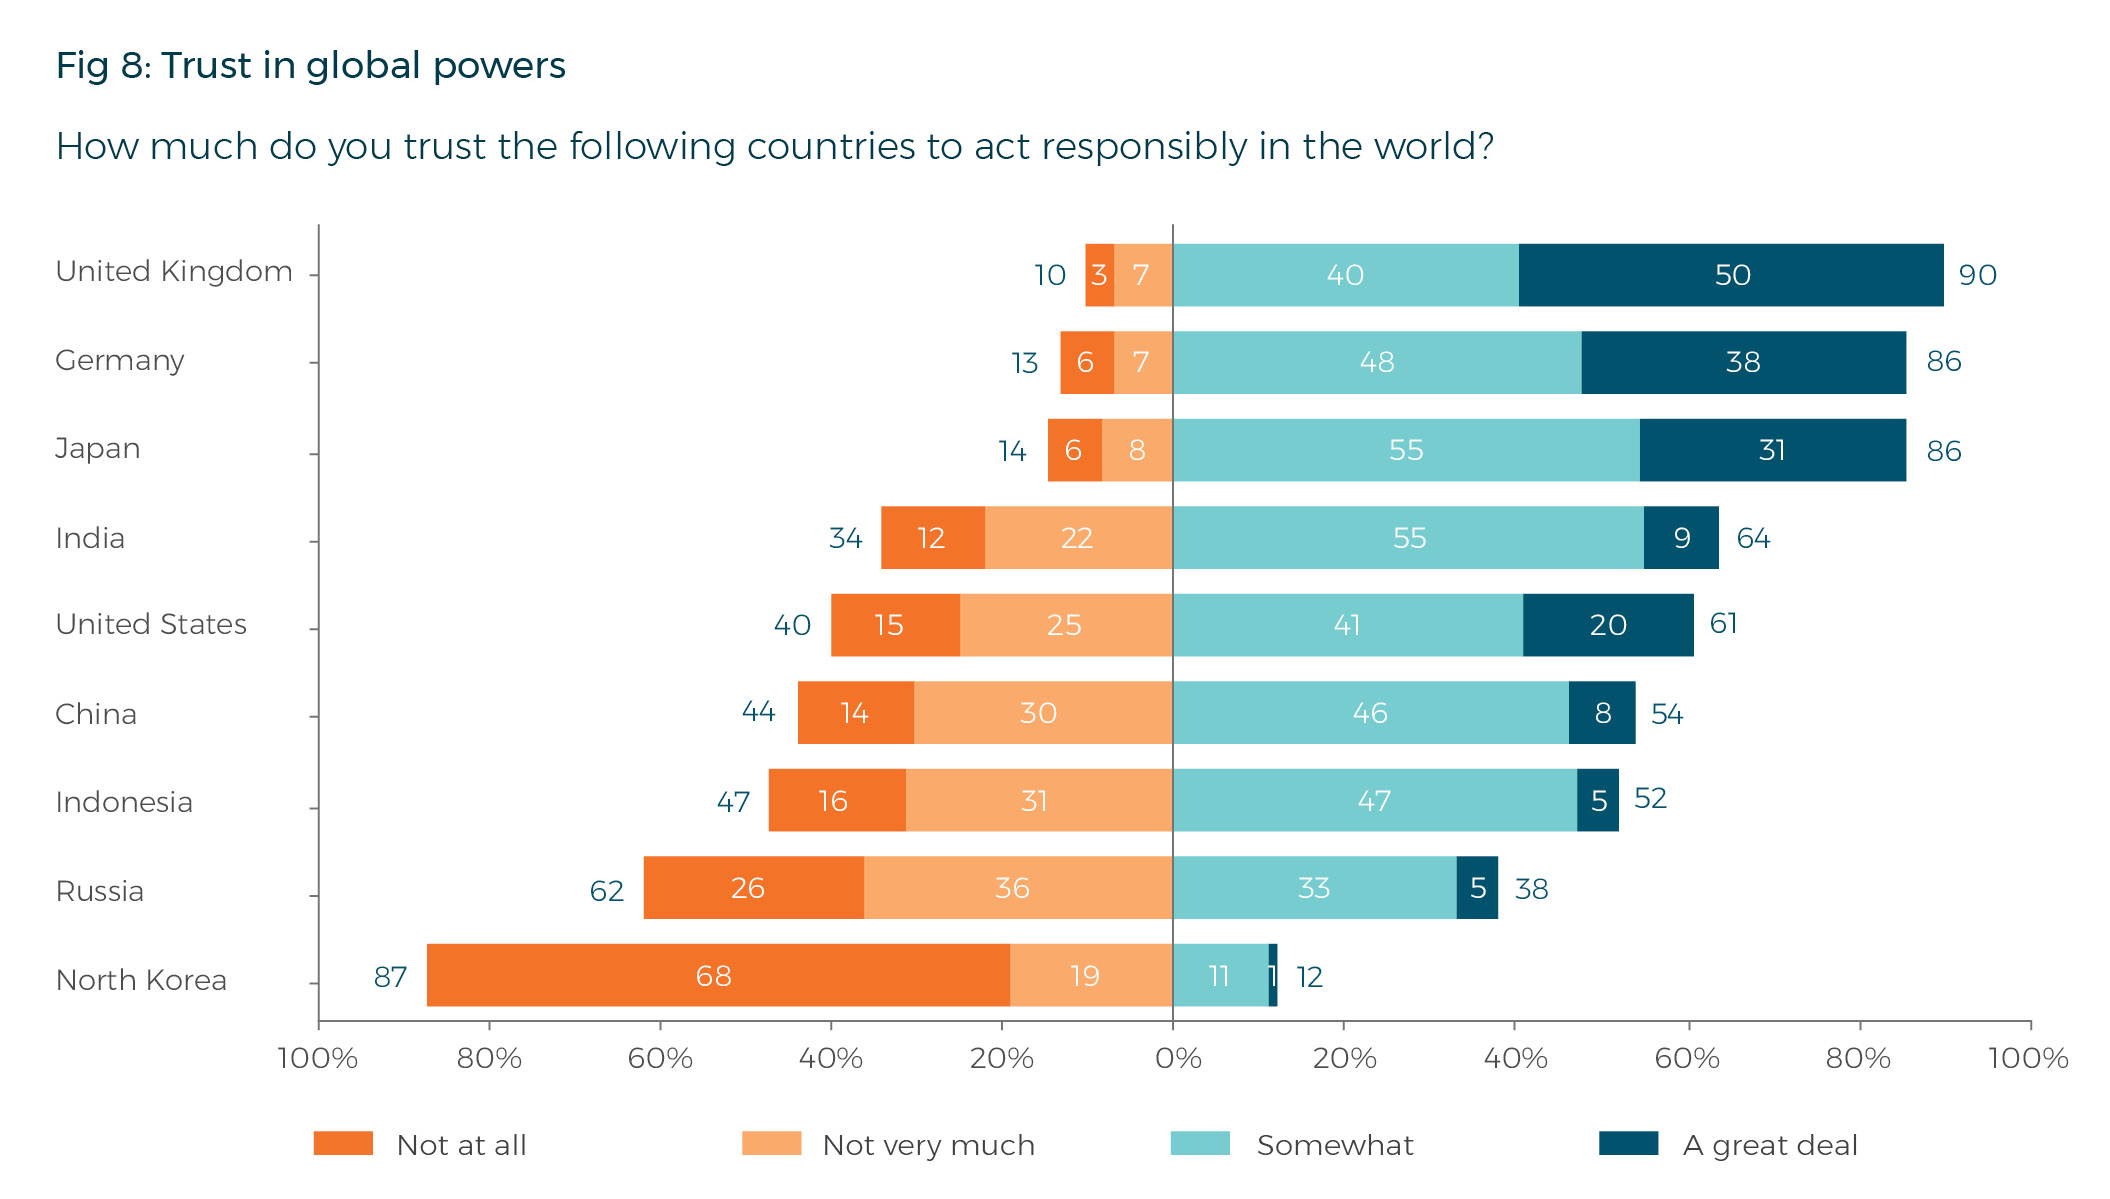 Fig 8: Trust in global powers
How much do you trust the following countries to act responsibly in the world?
United Kingdom 10 3 7 40 50 90
Germany 13 6 7 48 38 86
Japan 14 6 8 55 31 86
India 34 12 22 55 9 64
United States 40 15 25 41 20 61
China 44 14 30 46 8 54
Indonesia 47 16 31 47 5 52
Russia 62 26 36 33 5 38
North Korea 87 68 19 11 1 12
100% 80% 60% 40% 20% 0% 20% 40% 60% 80% 100%
Not at all Not very much Somewhat A great deal